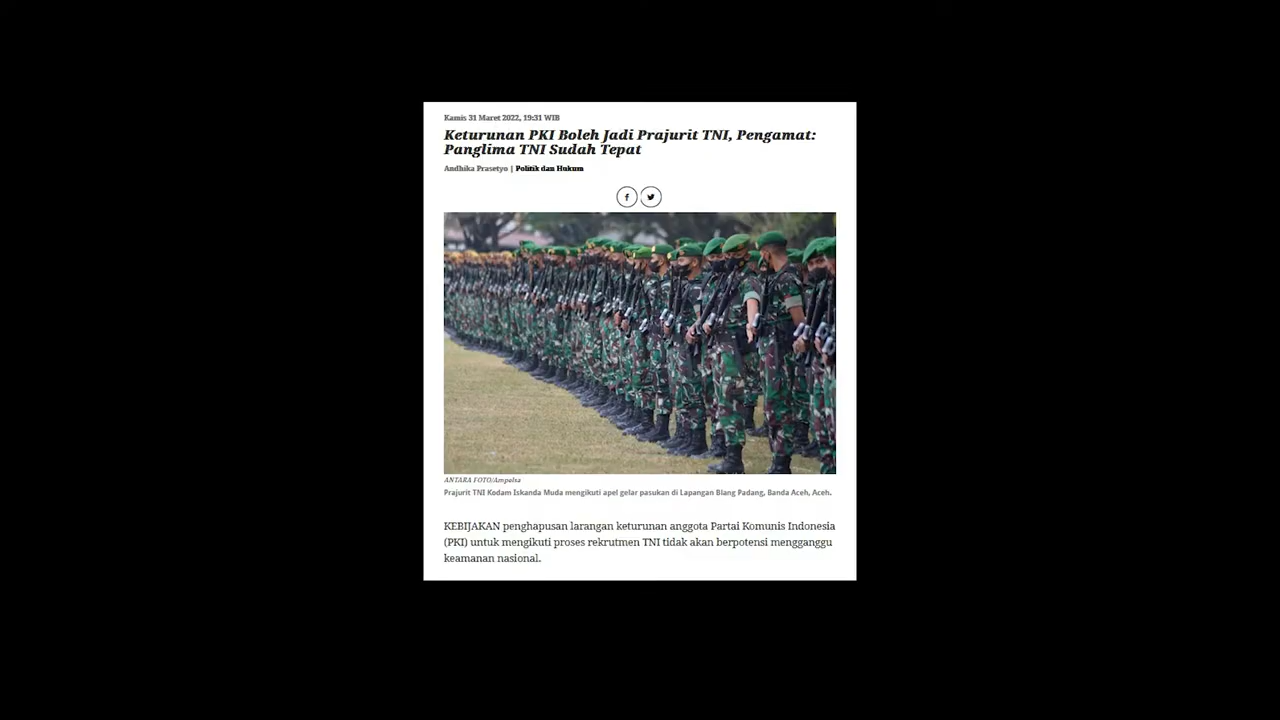 Kamis 31 Maret 2022, 19:31 WIB
Keturunan PKI Boleh Jadi Prajurit TNI, Pengamat:
Panglima TNI Sudah Tepat
Andhika Prasetyo | Politik dan Hukum
ANTARA FOTO/Ampelsa
Prajurit TNI Kodam Iskanda Muda mengikuti apel gelar pasukan di Lapangan Blang Padang, Banda Aceh, Aceh.
KEBIJAKAN penghapusan larangan keturunan anggota Partai Komunis Indonesia
(PKI) untuk mengikuti proses rekrutmen TNI tidak akan berpotensi mengganggu
keamanan nasional.